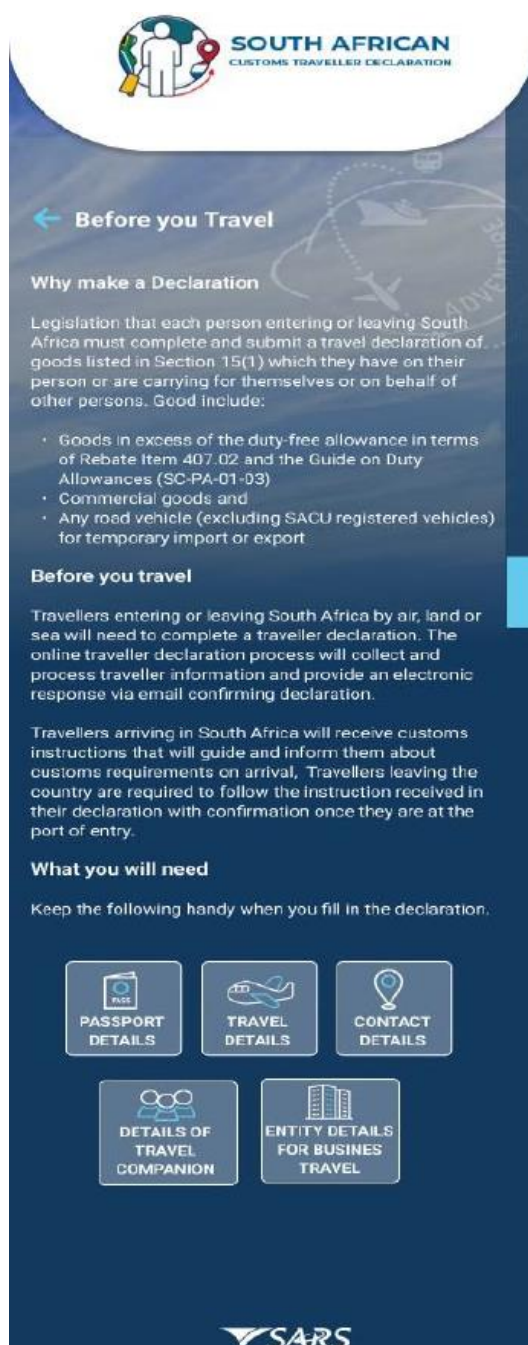 SOUTH AFRICAN
CUSTOMS TRAVELLER DECLARATION
Before you Travel
ADVENTURE
Why make a Declaration
Legislation that each person entering or leaving South
Africa must complete and submit a travel declaration of
goods listed in Section 15(1) which they have on their
person or are carrying for themselves or on behalf of
other persons. Good include:
· Goods in excess of the duty-free allowance in terms
of Rebate Item 407.02 and the Guide on Duty
Allowances (SC-PA-01-03)
· Commercial goods and
· Any road vehicle (excluding SACU registered vehicles)
for temporary import or export
Before you travel
Travellers entering or leaving South Africa by air, land or
sea will need to complete a traveller declaration. The
online traveller declaration process will collect and
process traveller information and provide an electronic
response via email confirming declaration.
Travellers arriving in South Africa will receive customs
instructions that will guide and inform them about
customs requirements on arrival, Travellers leaving the
country are required to follow the instruction received in
their declaration with confirmation once they are at the
port of entry.
What you will need
Keep the following handy when you fill in the declaration.
PASS
PASSPORT
DETAILS
TRAVEL
DETAILS
CONTACT
DETAILS
DETAILS OF
TRAVEL
COMPANION
ENTITY DETAILS
FOR BUSINES
TRAVEL
SARS